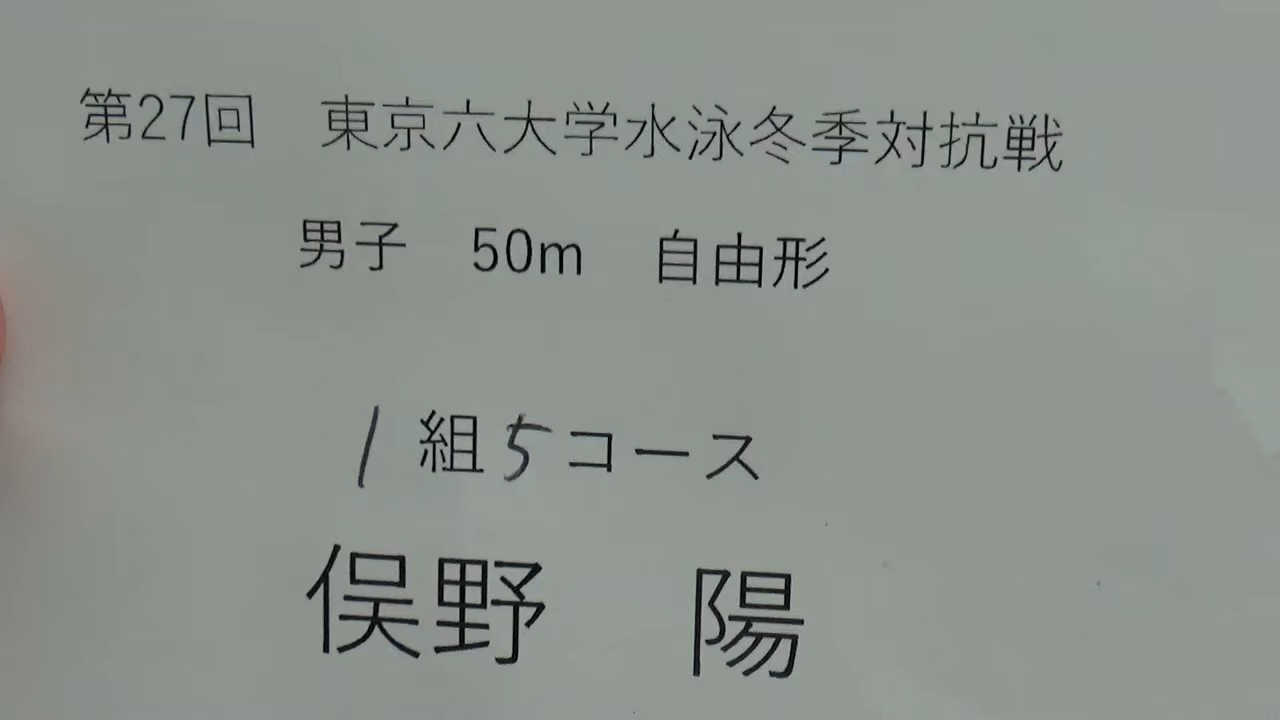 第27回　東京六大学水泳冬季対抗戦
男子　50m　自由形
1組5コース
俣野　陽